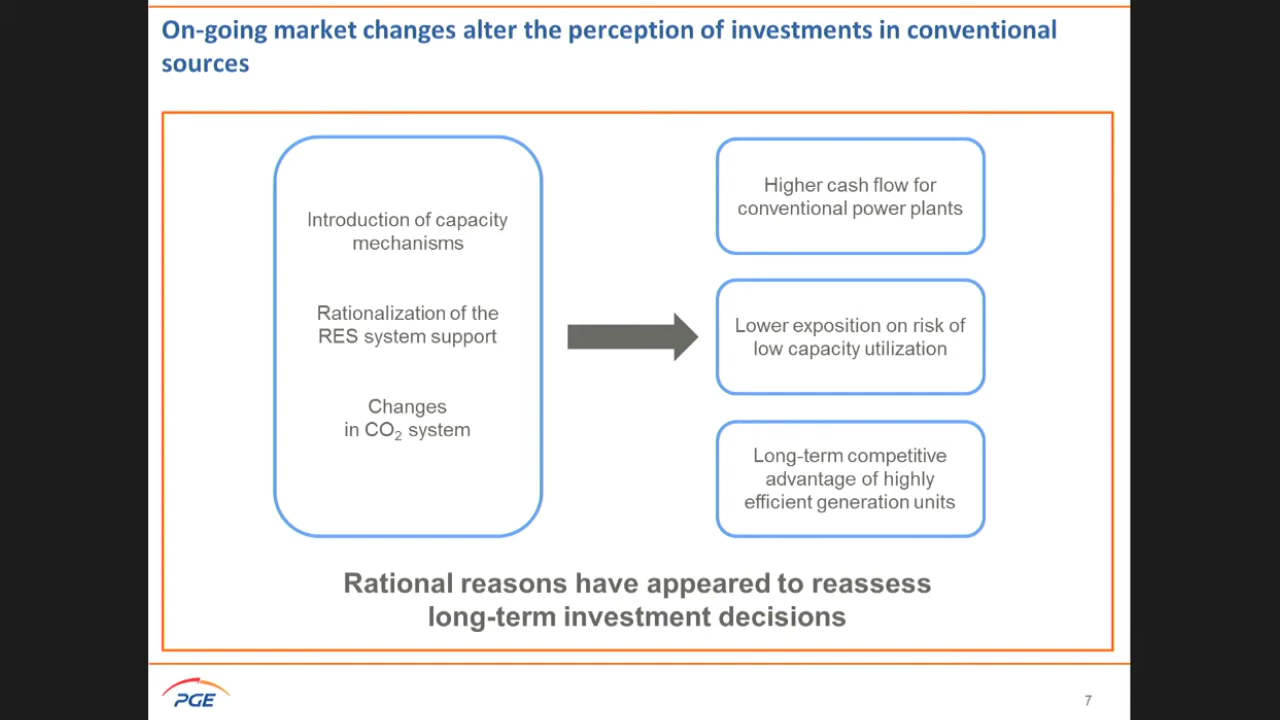 On-going market changes alter the perception of investments in conventional
sources
Introduction of capacity
mechanisms
Rationalization of the
RES system support
Changes
in CO₂ system
Higher cash flow for
conventional power plants
Lower exposition on risk of
low capacity utilization
Long-term competitive
advantage of highly
efficient generation units
Rational reasons have appeared to reassess
long-term investment decisions
PGE
7